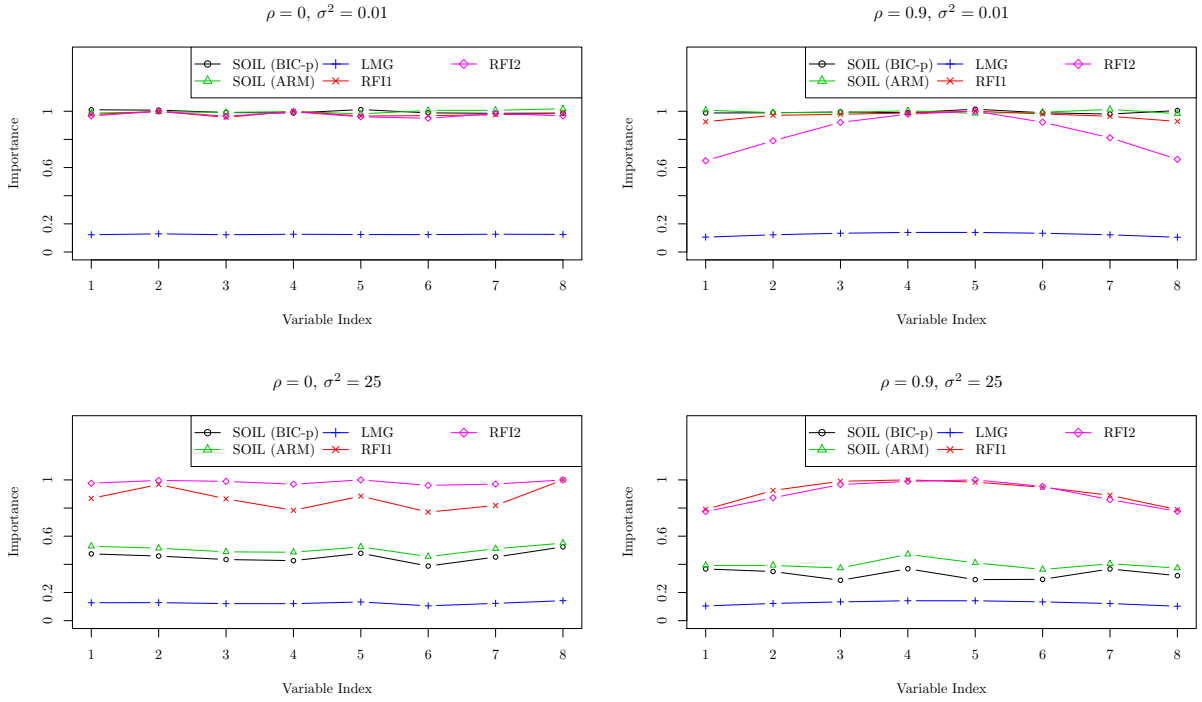 ρ = 0, σ² = 0.01
SOIL (BIC-p) LMG RFI2
SOIL (ARM) RFI1
Importance
0 0.2 0.6 1
1 2 3 4 5 6 7 8
Variable Index
ρ = 0.9, σ² = 0.01
SOIL (BIC-p) LMG RFI2
SOIL (ARM) RFI1
Importance
0 0.2 0.6 1
1 2 3 4 5 6 7 8
Variable Index
ρ = 0, σ² = 25
SOIL (BIC-p) LMG RFI2
SOIL (ARM) RFI1
Importance
0 0.2 0.6 1
1 2 3 4 5 6 7 8
Variable Index
ρ = 0.9, σ² = 25
SOIL (BIC-p) LMG RFI2
SOIL (ARM) RFI1
Importance
0 0.2 0.6 1
1 2 3 4 5 6 7 8
Variable Index